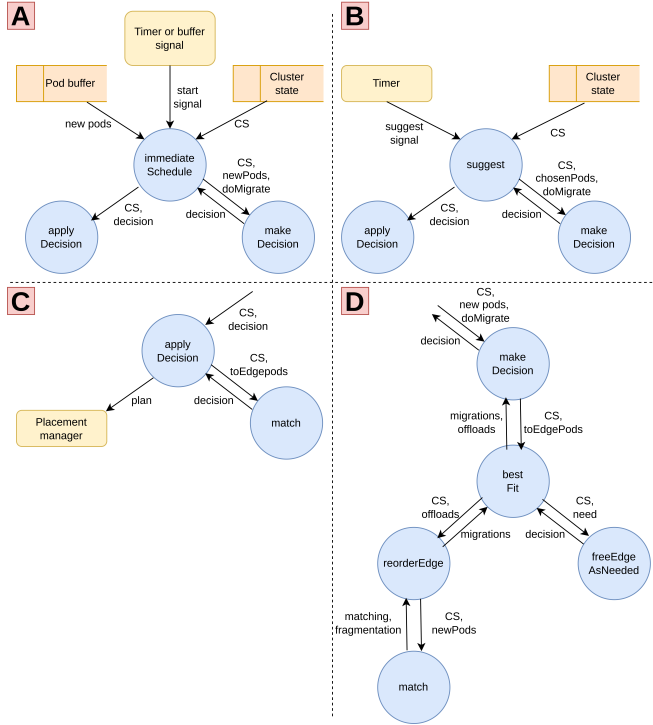 A
Timer or buffer
signal
Pod buffer
Cluster
state
start
signal
new pods
CS
immediate
Schedule
CS,
newPods,
doMigrate
CS,
decision
decision
apply
Decision
make
Decision
B
Timer
Cluster
state
suggest
signal
CS
suggest
CS,
chosenPods,
doMigrate
CS,
decision
decision
apply
Decision
make
Decision
C
CS,
decision
apply
Decision
CS,
toEdgepods
plan
decision
Placement
manager
match
D
CS,
new pods,
doMigrate
decision
make
Decision
migrations,
offloads
CS,
toEdgePods
best
Fit
CS,
offloads
CS,
need
migrations
decision
reorderEdge
freeEdge
AsNeeded
matching,
fragmentation
CS,
newPods
match